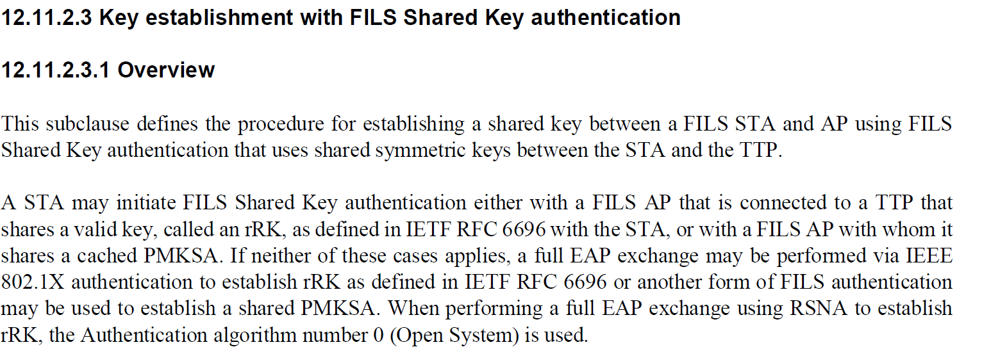 12.11.2.3 Key establishment with FILS Shared Key authentication
12.11.2.3.1 Overview
This subclause defines the procedure for establishing a shared key between a FILS STA and AP using FILS
Shared Key authentication that uses shared symmetric keys between the STA and the TTP.
A STA may initiate FILS Shared Key authentication either with a FILS AP that is connected to a TTP that
shares a valid key, called an rRK, as defined in IETF RFC 6696 with the STA, or with a FILS AP with whom it
shares a cached PMKSA. If neither of these cases applies, a full EAP exchange may be performed via IEEE
802.1X authentication to establish rRK as defined in IETF RFC 6696 or another form of FILS authentication
may be used to establish a shared PMKSA. When performing a full EAP exchange using RSNA to establish
rRK, the Authentication algorithm number 0 (Open System) is used.